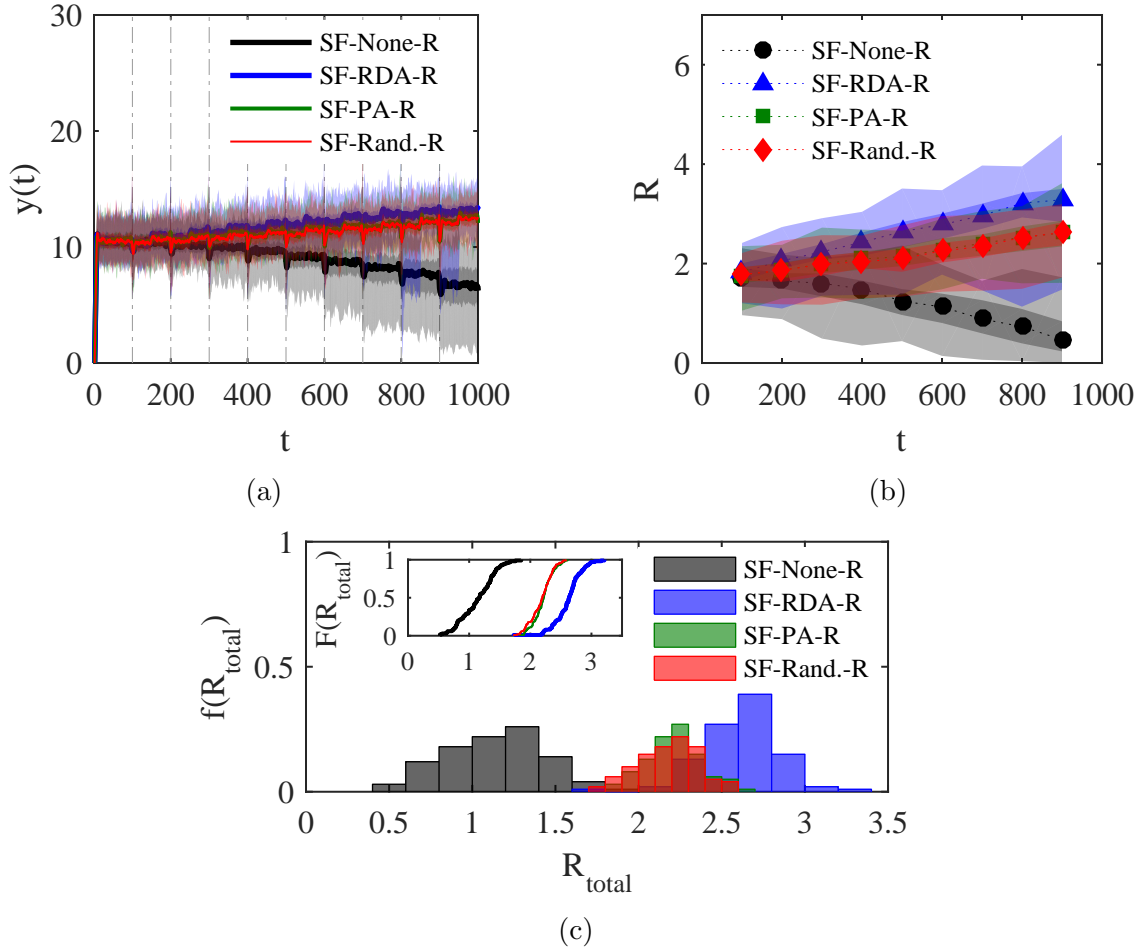 30
20
10
0
y(t)
SF-None-R
SF-RDA-R
SF-PA-R
SF-Rand.-R
0 200 400 600 800 1000
t
(a)
6
4
2
0
R
SF-None-R
SF-RDA-R
SF-PA-R
SF-Rand.-R
0 200 400 600 800 1000
t
(b)
1
0.5
0
f(R_total)
1
0.5
0
F(R_total)
0 1 2 3
SF-None-R
SF-RDA-R
SF-PA-R
SF-Rand.-R
0 0.5 1 1.5 2 2.5 3 3.5
R_total
(c)